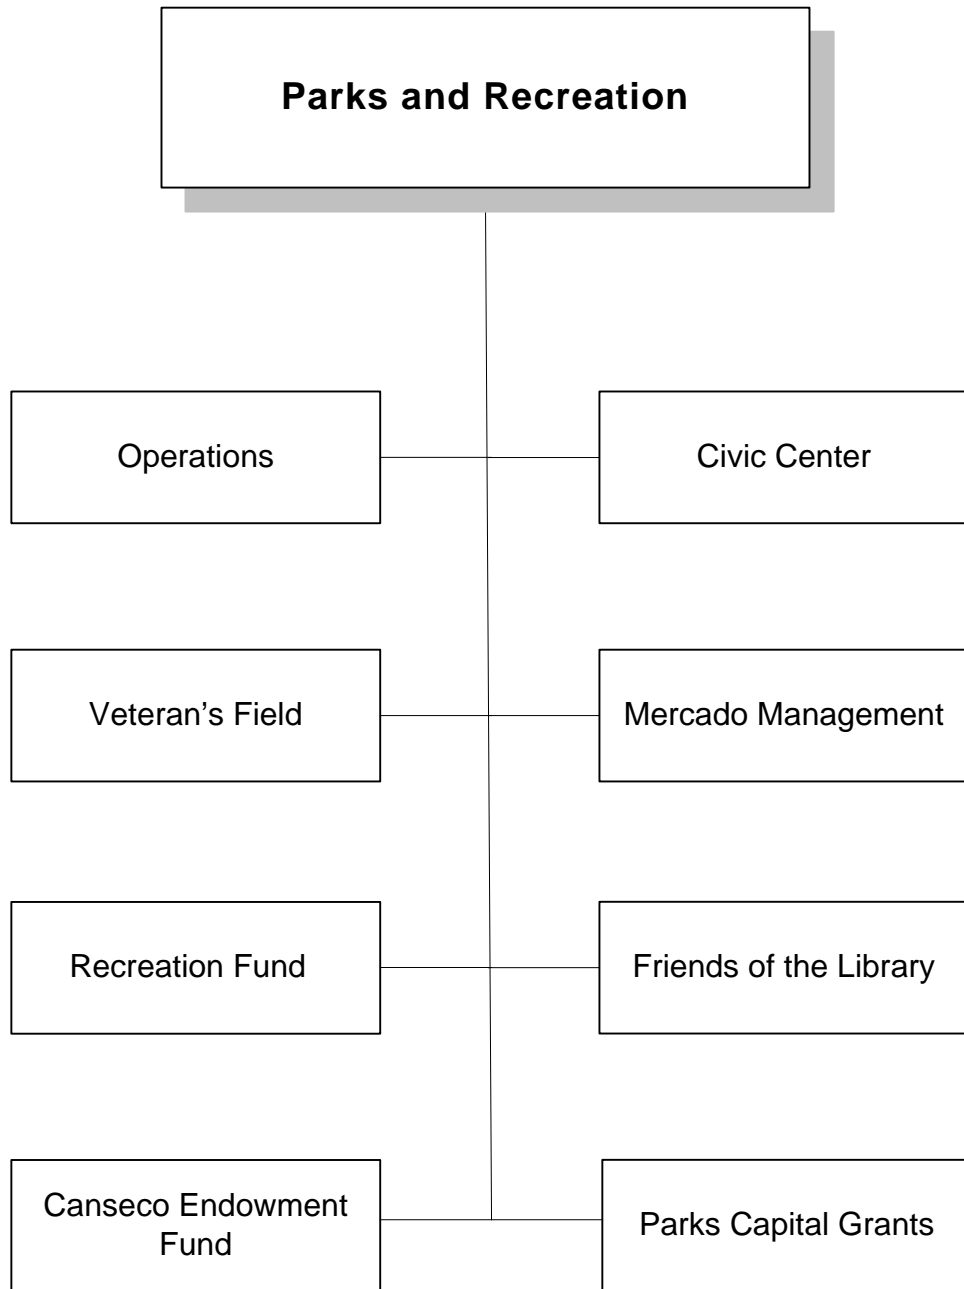 Parks and Recreation
Operations
Civic Center
Veteran’s Field
Mercado Management
Recreation Fund
Friends of the Library
Canseco Endowment
Fund
Parks Capital Grants